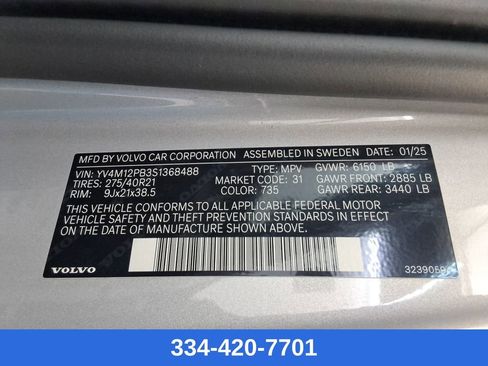 MFD BY VOLVO CAR CORPORATION ASSEMBLED IN SWEDEN DATE: 01/25
VIN: YV4M12PB3S1368488 TYPE: MPV GVWR: 6150 LB
TIRES: 275/40R21 MARKET CODE: 31 GAWR FRONT: 2885 LB
RIM: 9Jx21x38.5 COLOR: 735 GAWR REAR: 3440 LB
THIS VEHICLE CONFORMS TO ALL APPLICABLE FEDERAL MOTOR
VEHICLE SAFETY AND THEFT PREVENTION STANDARDS IN EFFECT
ON THE DATE OF MANUFACTURE SHOWN ABOVE.
VOLVO
334-420-7701